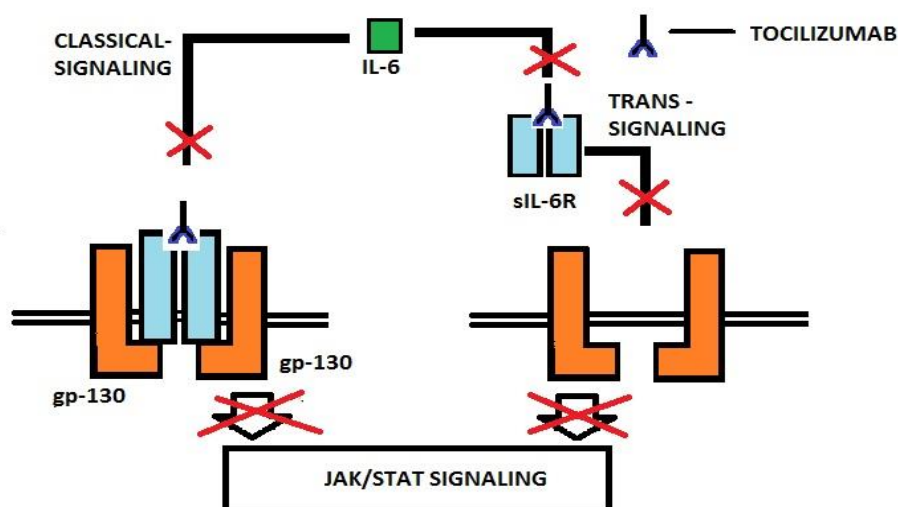 CLASSICAL-
SIGNALING
IL-6
TOCILIZUMAB
TRANS -
SIGNALING
sIL-6R
gp-130
gp-130
JAK/STAT SIGNALING